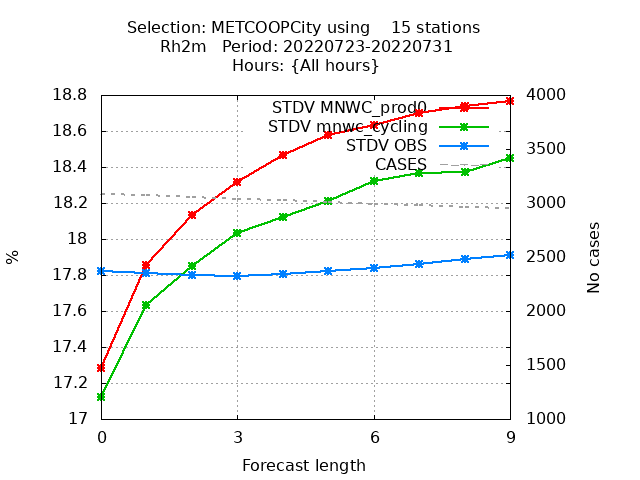 Selection: METCOOPCity using    15 stations
Rh2m   Period: 20220723-20220731
Hours: {All hours}
STDV MNWC_prod0
STDV mnwc_cycling
STDV OBS
CASES
18.8
18.6
18.4
18.2
18
17.8
17.6
17.4
17.2
17
%
4000
3500
3000
2500
2000
1500
1000
No cases
0 3 6 9
Forecast length